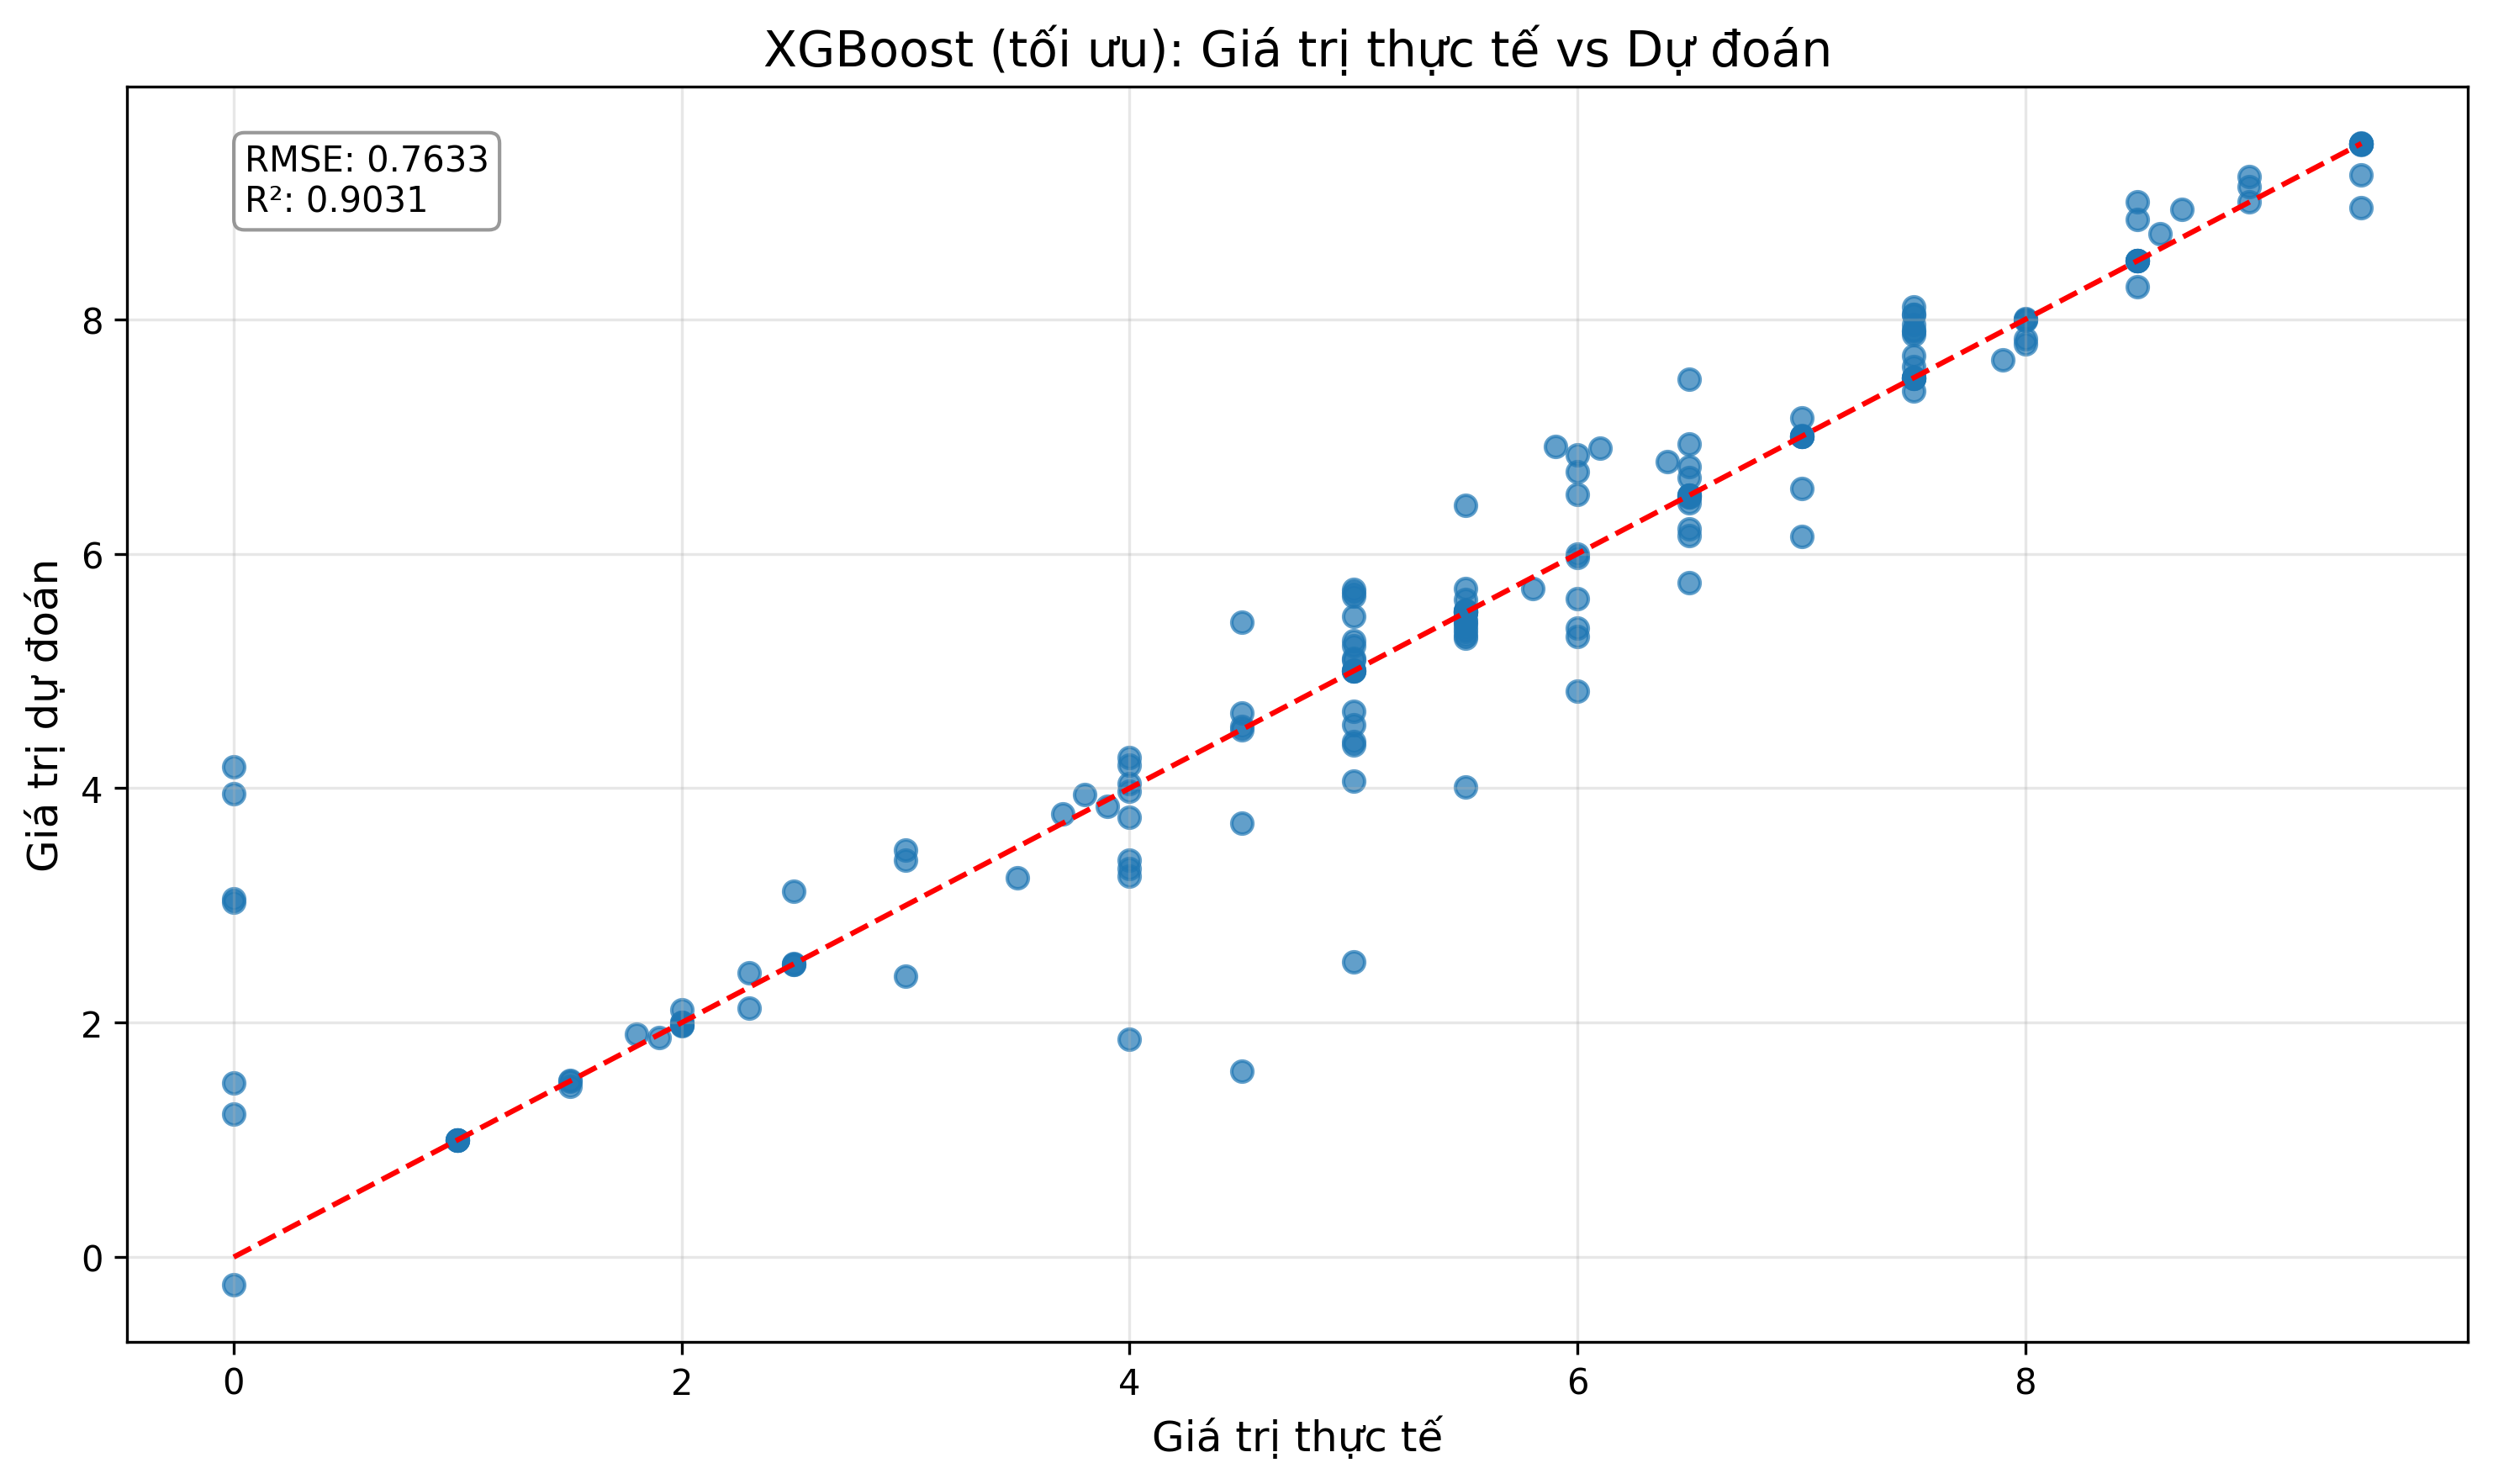 XGBoost (tối ưu): Giá trị thực tế vs Dự đoán
RMSE: 0.7633
R²: 0.9031
Giá trị dự đoán
8
6
4
2
0
0
2
4
6
8
Giá trị thực tế